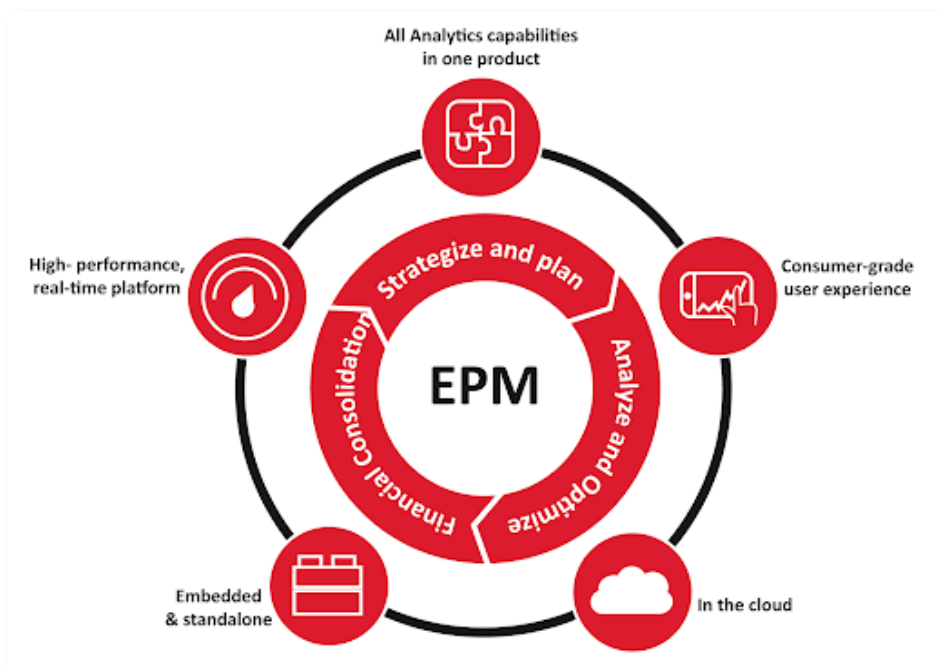 All Analytics capabilities
in one product
High- performance,
real-time platform
Consumer-grade
user experience
Strategize and plan
Analyze and Optimize
Financial Consolidation
EPM
Embedded
& standalone
In the cloud